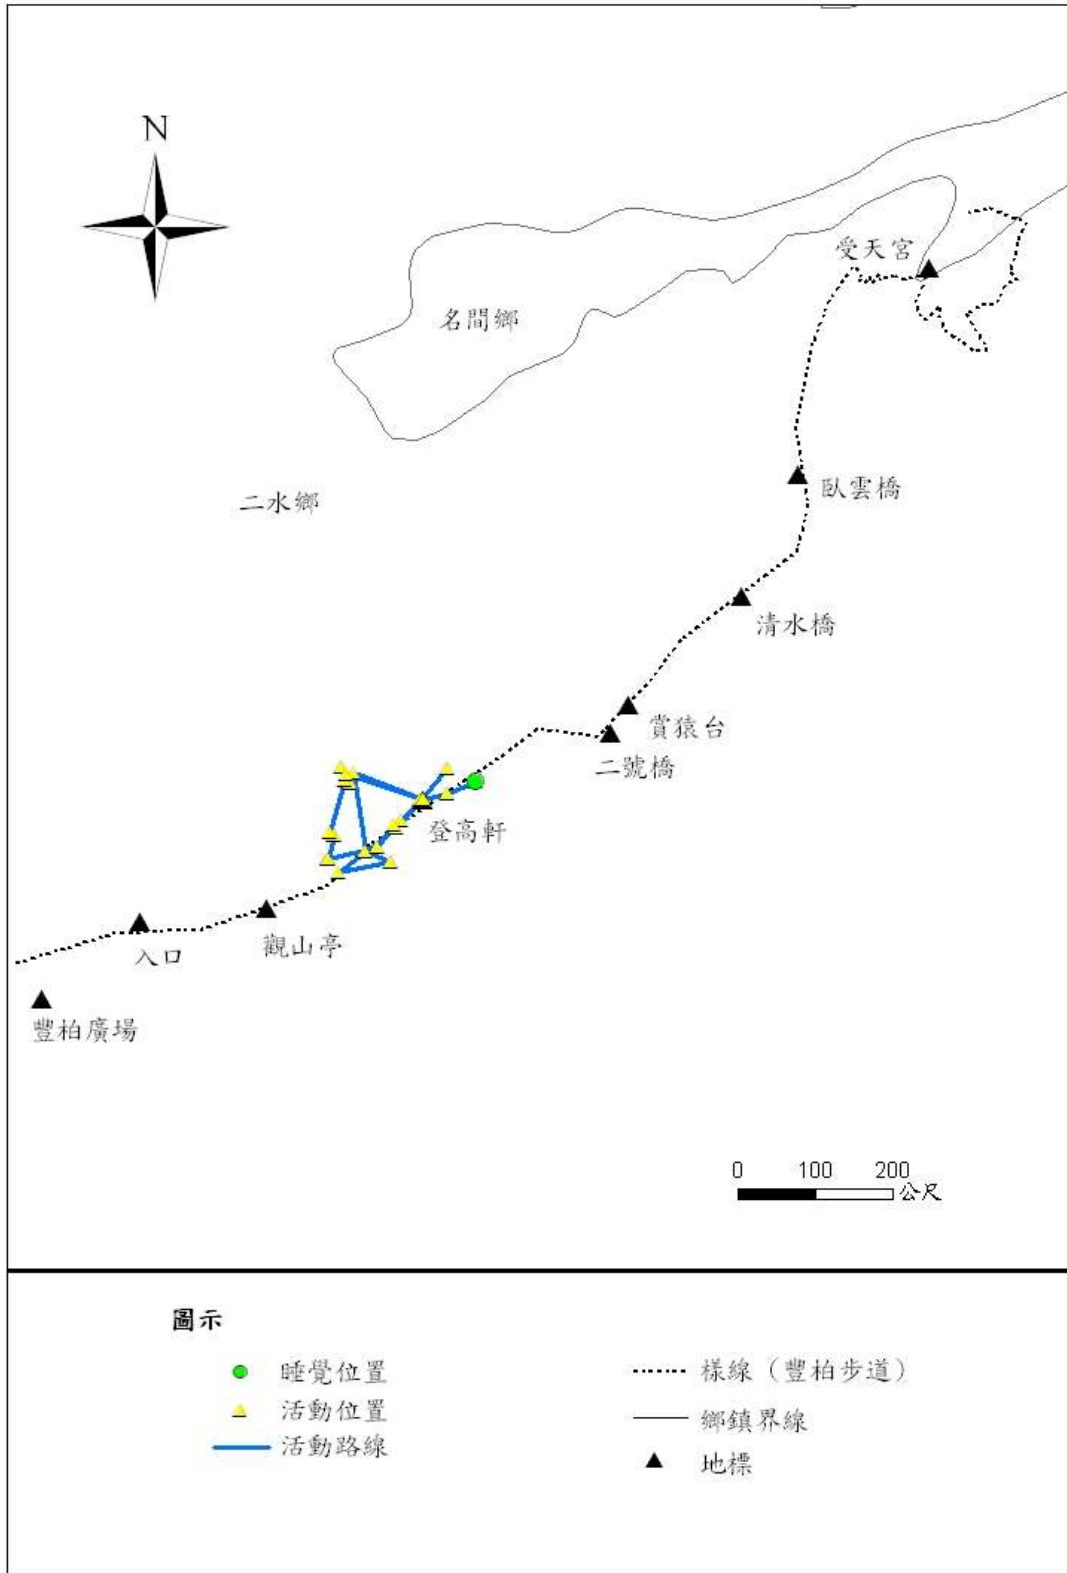 N
受天宮
名間鄉
臥雲橋
二水鄉
清水橋
賞猿台
二號橋
登高軒
觀山亭
入口
豐柏廣場
0 100 200
公尺
圖示
睡覺位置
樣線（豐柏步道）
活動位置
鄉鎮界線
活動路線
地標